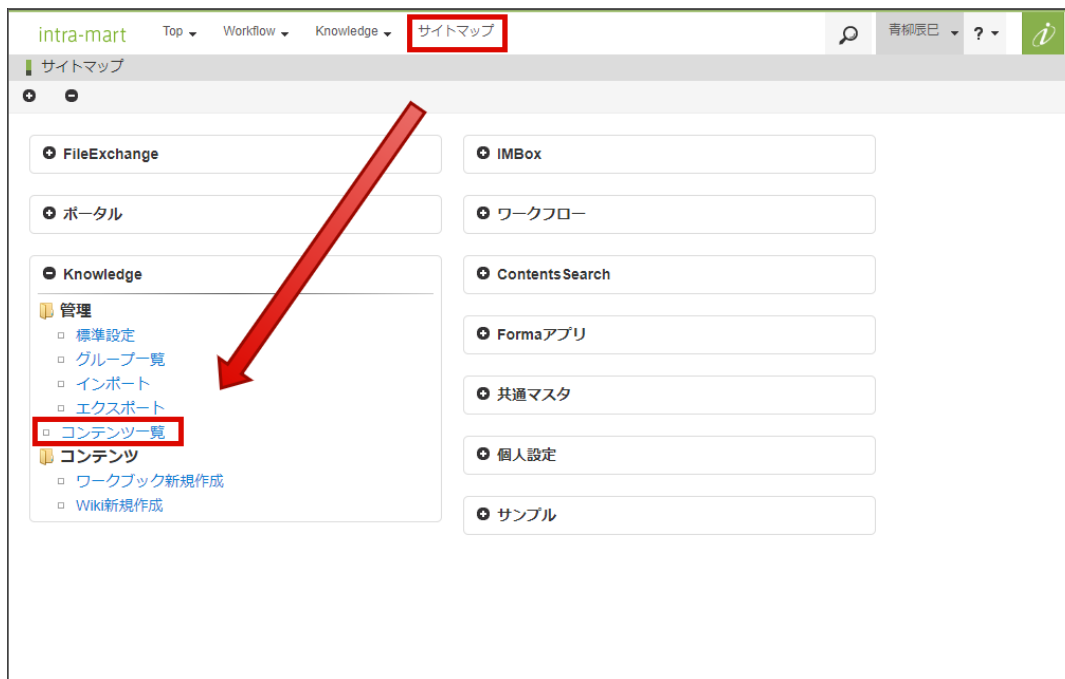 intra-mart Top Workflow Knowledge サイトマップ 青柳辰巳 ?
サイトマップ
FileExchange
ポータル
Knowledge
管理
標準設定
グループ一覧
インポート
エクスポート
コンテンツ一覧
コンテンツ
ワークブック新規作成
Wiki新規作成
IMBox
ワークフロー
ContentsSearch
Formaアプリ
共通マスタ
個人設定
サンプル